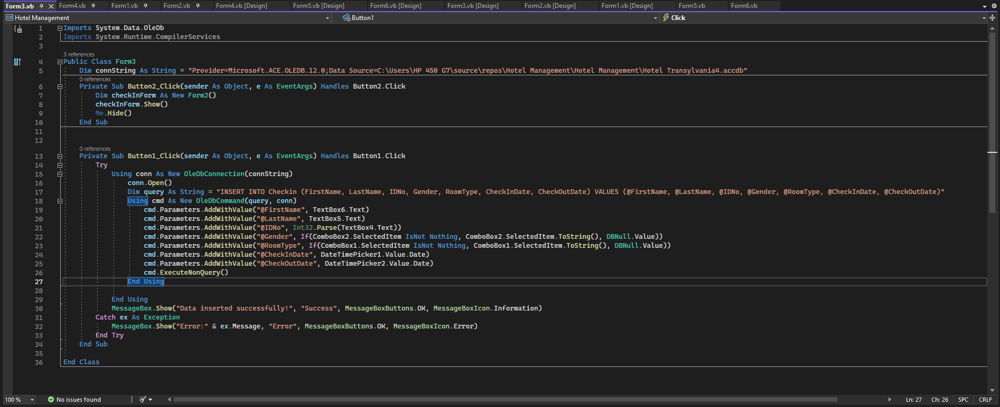 Form3.vb Form4.vb Form1.vb Form2.vb Form4.vb [Design] Form5.vb [Design] Form6.vb [Design] Form3.vb [Design] Form2.vb [Design] Form1.vb [Design] Form5.vb Form6.vb
VB Hotel Management Button1 Click
1 Imports System.Data.OleDb
2 Imports System.Runtime.CompilerServices
3
3 references
4 Public Class Form3
5 Dim connString As String = "Provider=Microsoft.ACE.OLEDB.12.0;Data Source=C:\Users\HP 450 G7\source\repos\Hotel Management\Hotel Management\Hotel Transylvania4.accdb"
0 references
6 Private Sub Button2_Click(sender As Object, e As EventArgs) Handles Button2.Click
7 Dim checkInForm As New Form2()
8 checkInForm.Show()
9 Me.Hide()
10 End Sub
11
12
0 references
13 Private Sub Button1_Click(sender As Object, e As EventArgs) Handles Button1.Click
14 Try
15 Using conn As New OleDbConnection(connString)
16 conn.Open()
17 Dim query As String = "INSERT INTO Checkin (FirstName, LastName, IDNo, Gender, RoomType, CheckInDate, CheckOutDate) VALUES (@FirstName, @LastName, @IDNo, @Gender, @RoomType, @CheckInDate, @CheckOutDate)"
18 Using cmd As New OleDbCommand(query, conn)
19 cmd.Parameters.AddWithValue("@FirstName", TextBox6.Text)
20 cmd.Parameters.AddWithValue("@LastName", TextBox5.Text)
21 cmd.Parameters.AddWithValue("@IDNo", Int32.Parse(TextBox4.Text))
22 cmd.Parameters.AddWithValue("@Gender", If(ComboBox2.SelectedItem IsNot Nothing, ComboBox2.SelectedItem.ToString(), DBNull.Value))
23 cmd.Parameters.AddWithValue("@RoomType", If(ComboBox1.SelectedItem IsNot Nothing, ComboBox1.SelectedItem.ToString(), DBNull.Value))
24 cmd.Parameters.AddWithValue("@CheckInDate", DateTimePicker1.Value.Date)
25 cmd.Parameters.AddWithValue("@CheckOutDate", DateTimePicker2.Value.Date)
26 cmd.ExecuteNonQuery()
27 End Using
28
29 End Using
30 MessageBox.Show("Data inserted successfully!", "Success", MessageBoxButtons.OK, MessageBoxIcon.Information)
31 Catch ex As Exception
32 MessageBox.Show("Error:" & ex.Message, "Error", MessageBoxButtons.OK, MessageBoxIcon.Error)
33 End Try
34 End Sub
35
36 End Class
100 % No issues found Ln: 27 Ch: 26 SPC CRLF